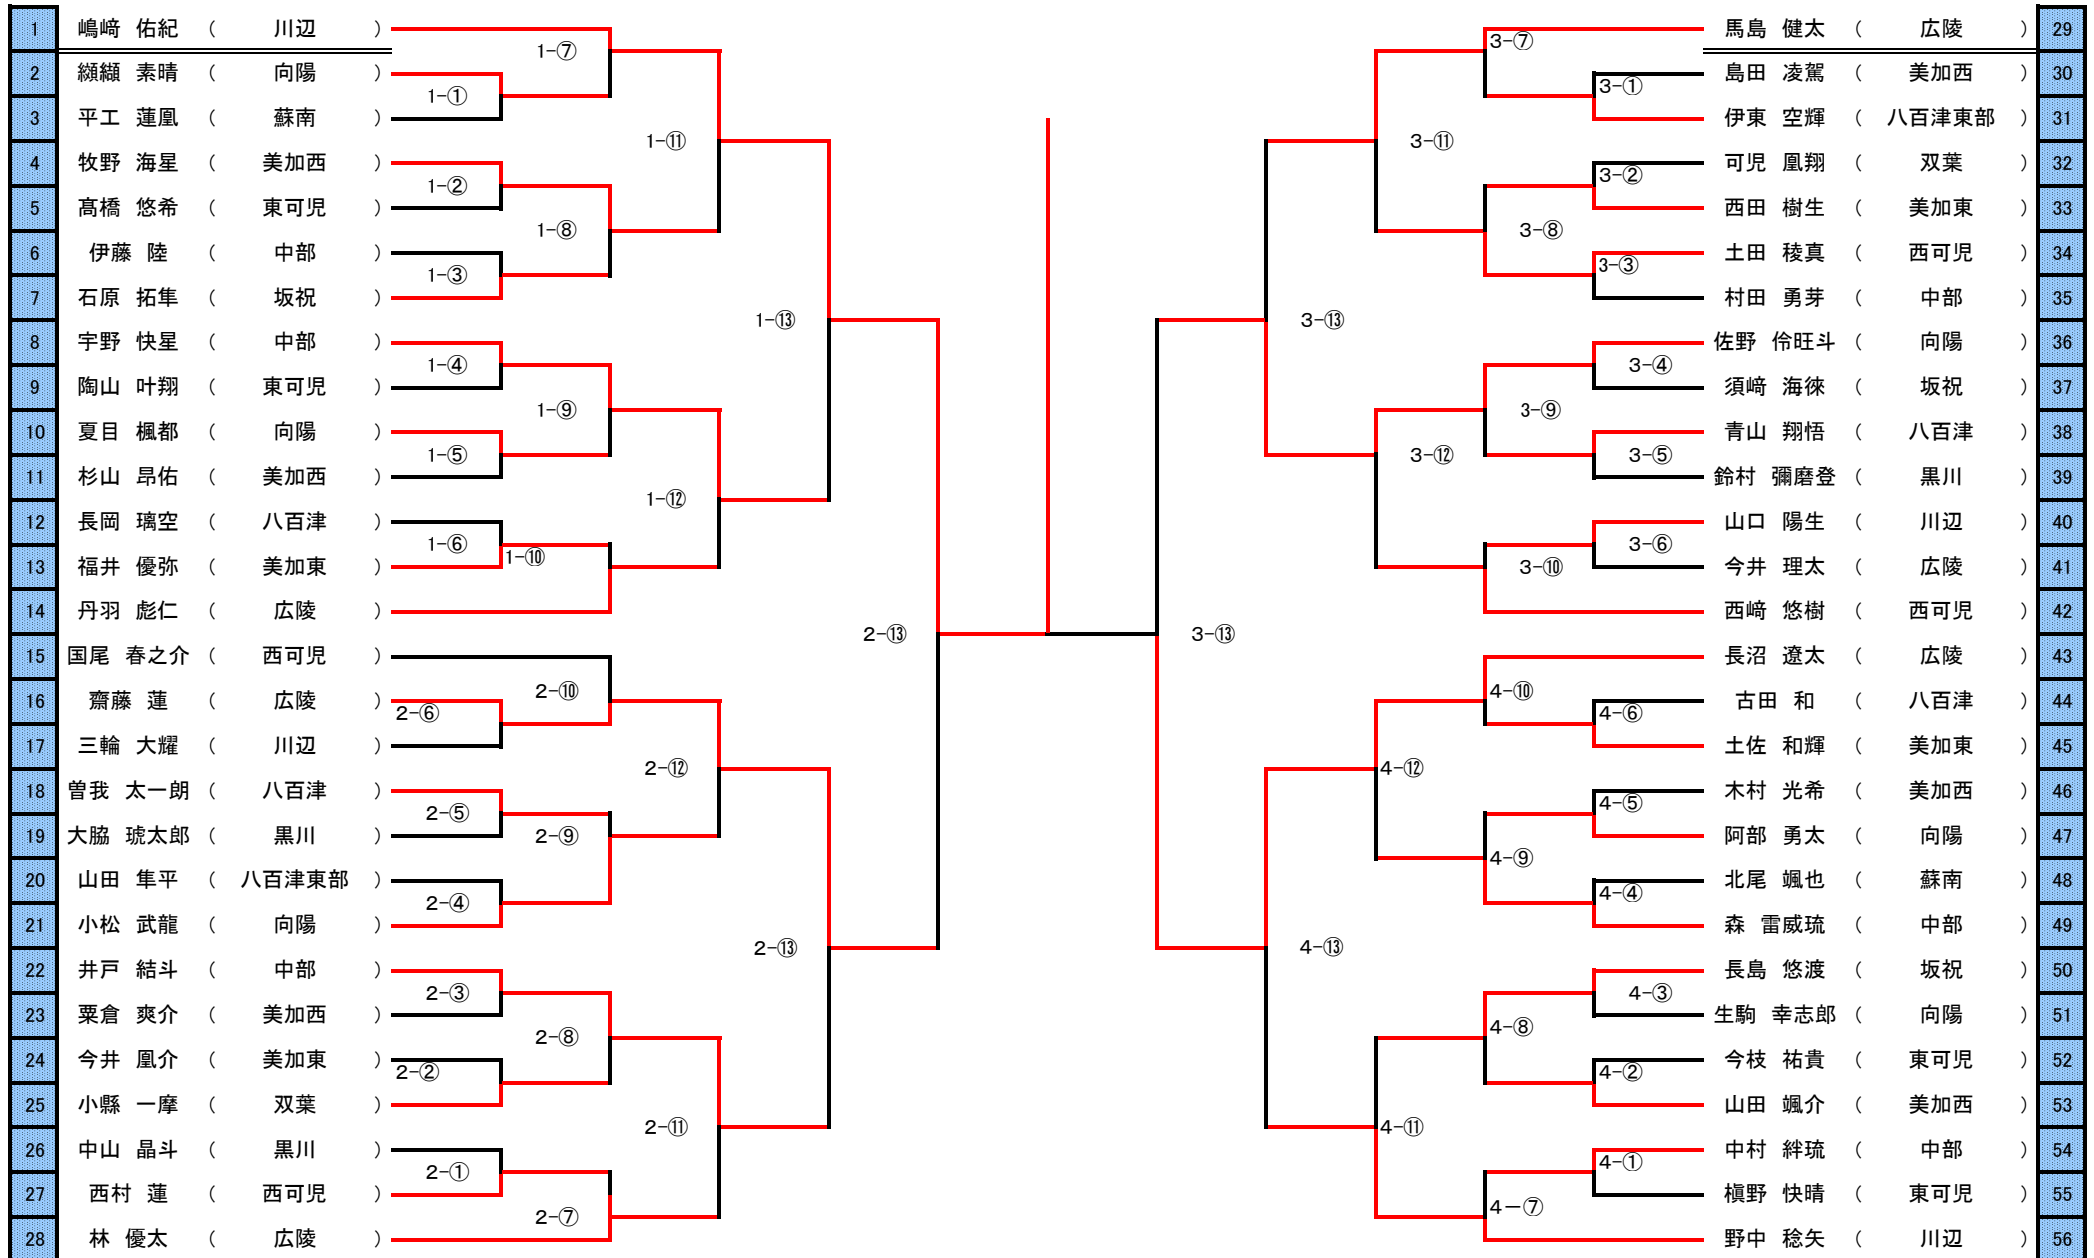 1 嶋﨑 佑紀 ( 川辺 )
2 纐纈 素晴 ( 向陽 )
3 平工 蓮凰 ( 蘇南 )
4 牧野 海星 ( 美加西 )
5 髙橋 悠希 ( 東可児 )
6 伊藤 陸 ( 中部 )
7 石原 拓隼 ( 坂祝 )
8 宇野 快星 ( 中部 )
9 陶山 叶翔 ( 東可児 )
10 夏目 楓都 ( 向陽 )
11 杉山 昂佑 ( 美加西 )
12 長岡 璃空 ( 八百津 )
13 福井 優弥 ( 美加東 )
14 丹羽 彪仁 ( 広陵 )
15 国尾 春之介 ( 西可児 )
16 齋藤 蓮 ( 広陵 )
17 三輪 大耀 ( 川辺 )
18 曽我 太一朗 ( 八百津 )
19 大脇 琥太郎 ( 黒川 )
20 山田 隼平 ( 八百津東部 )
21 小松 武龍 ( 向陽 )
22 井戸 結斗 ( 中部 )
23 粟倉 爽介 ( 美加西 )
24 今井 凰介 ( 美加東 )
25 小縣 一摩 ( 双葉 )
26 中山 晶斗 ( 黒川 )
27 西村 蓮 ( 西可児 )
28 林 優太 ( 広陵 )
1-⑦
1-①
1-⑪
1-②
1-⑧
1-③
1-⑬
1-④
1-⑨
1-⑤
1-⑫
1-⑥
1-⑩
2-⑬
2-⑩
2-⑥
2-⑫
2-⑤
2-⑨
2-④
2-⑬
2-③
2-⑧
2-②
2-⑪
2-①
2-⑦
3-⑦
3-①
3-⑪
3-②
3-⑧
3-③
3-⑬
3-④
3-⑨
3-⑤
3-⑫
3-⑥
3-⑩
3-⑬
4-⑩
4-⑥
4-⑫
4-⑤
4-⑨
4-④
4-⑬
4-③
4-⑧
4-②
4-⑪
4-①
4－⑦
馬島 健太 ( 広陵 ) 29
島田 凌駕 ( 美加西 ) 30
伊東 空輝 ( 八百津東部 ) 31
可児 凰翔 ( 双葉 ) 32
西田 樹生 ( 美加東 ) 33
土田 稜真 ( 西可児 ) 34
村田 勇芽 ( 中部 ) 35
佐野 伶旺斗 ( 向陽 ) 36
須﨑 海徠 ( 坂祝 ) 37
青山 翔悟 ( 八百津 ) 38
鈴村 彌磨登 ( 黒川 ) 39
山口 陽生 ( 川辺 ) 40
今井 理太 ( 広陵 ) 41
西﨑 悠樹 ( 西可児 ) 42
長沼 遼太 ( 広陵 ) 43
古田 和 ( 八百津 ) 44
土佐 和輝 ( 美加東 ) 45
木村 光希 ( 美加西 ) 46
阿部 勇太 ( 向陽 ) 47
北尾 颯也 ( 蘇南 ) 48
森 雷威琉 ( 中部 ) 49
長島 悠渡 ( 坂祝 ) 50
生駒 幸志郎 ( 向陽 ) 51
今枝 祐貴 ( 東可児 ) 52
山田 颯介 ( 美加西 ) 53
中村 絆琉 ( 中部 ) 54
槇野 快晴 ( 東可児 ) 55
野中 稔矢 ( 川辺 ) 56